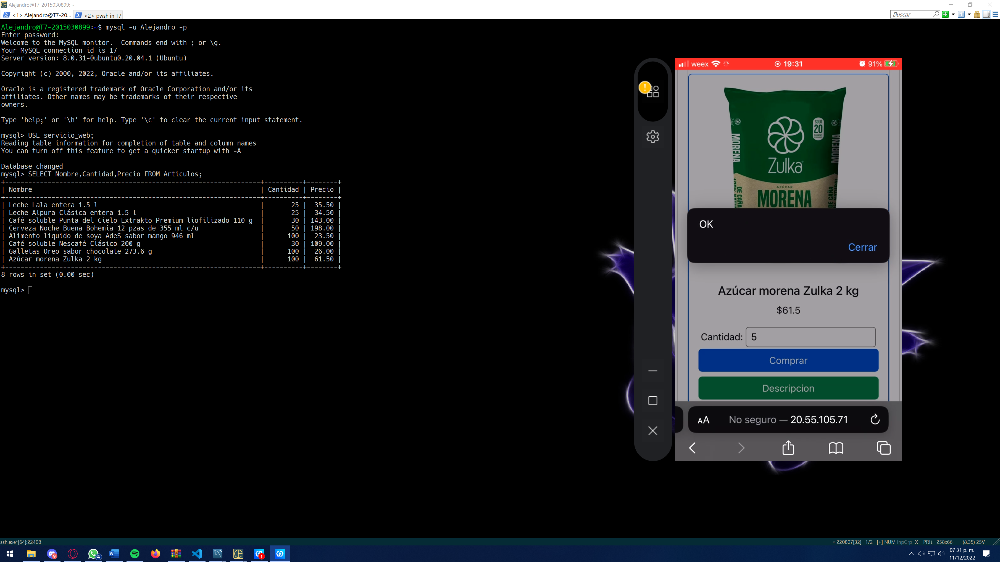 Alejandro@T7-2015030899: ~
<1> Alejandro@T7-20... <2> pwsh in T7
Buscar
Alejandro@T7-2015030899:~$ mysql -u Alejandro -p
Enter password:
Welcome to the MySQL monitor.  Commands end with ; or \g.
Your MySQL connection id is 17
Server version: 8.0.31-0ubuntu0.20.04.1 (Ubuntu)
Copyright (c) 2000, 2022, Oracle and/or its affiliates.
Oracle is a registered trademark of Oracle Corporation and/or its
affiliates. Other names may be trademarks of their respective
owners.
Type 'help;' or '\h' for help. Type '\c' to clear the current input statement.
mysql> USE servicio_web;
Reading table information for completion of table and column names
You can turn off this feature to get a quicker startup with -A
Database changed
mysql> SELECT Nombre,Cantidad,Precio FROM Articulos;
| Nombre | Cantidad | Precio |
| Leche Lala entera 1.5 l | 25 | 35.50 |
| Leche Alpura Clásica entera 1.5 l | 25 | 34.50 |
| Café soluble Punta del Cielo Extrakto Premium liofilizado 110 g | 30 | 143.00 |
| Cerveza Noche Buena Bohemia 12 pzas de 355 ml c/u | 50 | 198.00 |
| Alimento liquido de soya AdeS sabor mango 946 ml | 100 | 23.50 |
| Café soluble Nescafé Clásico 200 g | 30 | 109.00 |
| Galletas Oreo sabor chocolate 273.6 g | 100 | 26.00 |
| Azúcar morena Zulka 2 kg | 100 | 61.50 |
8 rows in set (0.00 sec)
mysql>
weex 19:31 91%
SOLO
20
CALORÍAS
MORENA
MORENA
Zulka
AZÚCAR
MORENA
DE CAÑA
DE CAÑA
OK
Cerrar
Azúcar morena Zulka 2 kg
$61.5
Cantidad: 5
Comprar
Descripcion
AA No seguro — 20.55.105.71
ssh.exe*[64]:22408
« 220807[32] 1/2 [+] NUM InpGrp X PRI↕ 258x66 (8,35) 25V
9
4
1
07:31 p. m.
11/12/2022